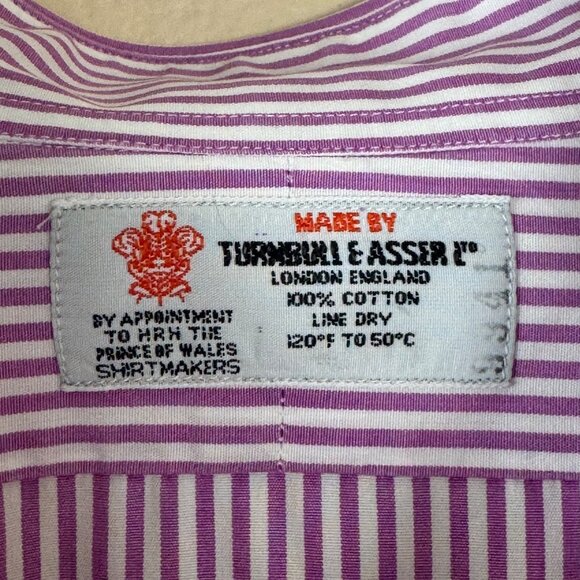 MADE BY
TURNBULL & ASSER LTD
LONDON ENGLAND
100% COTTON
LINE DRY
120°F TO 50°C
BY APPOINTMENT
TO HRH THE
PRINCE OF WALES
SHIRTMAKERS